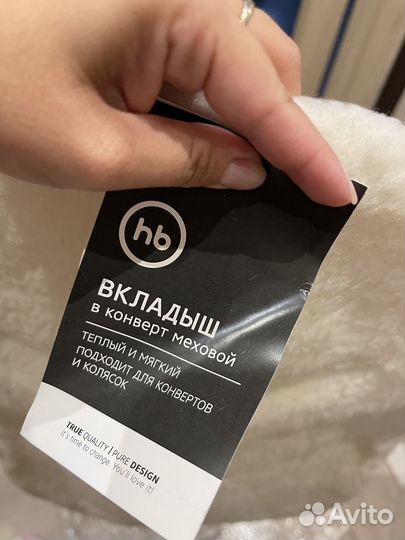 hb
ВКЛАДЫШ
в конверт меховой
ТЕПЛЫЙ И МЯГКИЙ
ПОДХОДИТ ДЛЯ КОНВЕРТОВ
И КОЛЯСОК
TRUE QUALITY | PURE DESIGN
It's time to change. You'll love it!
Avito